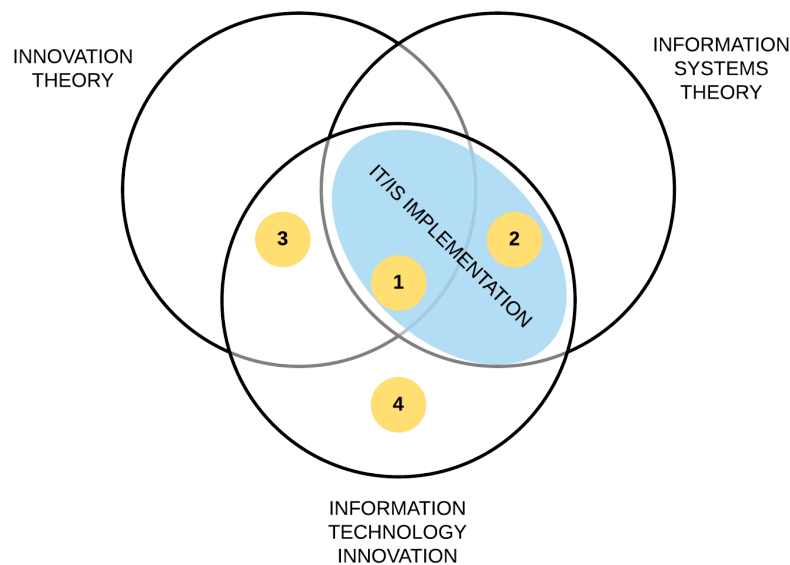 INNOVATION
THEORY
INFORMATION
SYSTEMS
THEORY
IT/IS IMPLEMENTATION
3
2
1
4
INFORMATION
TECHNOLOGY
INNOVATION